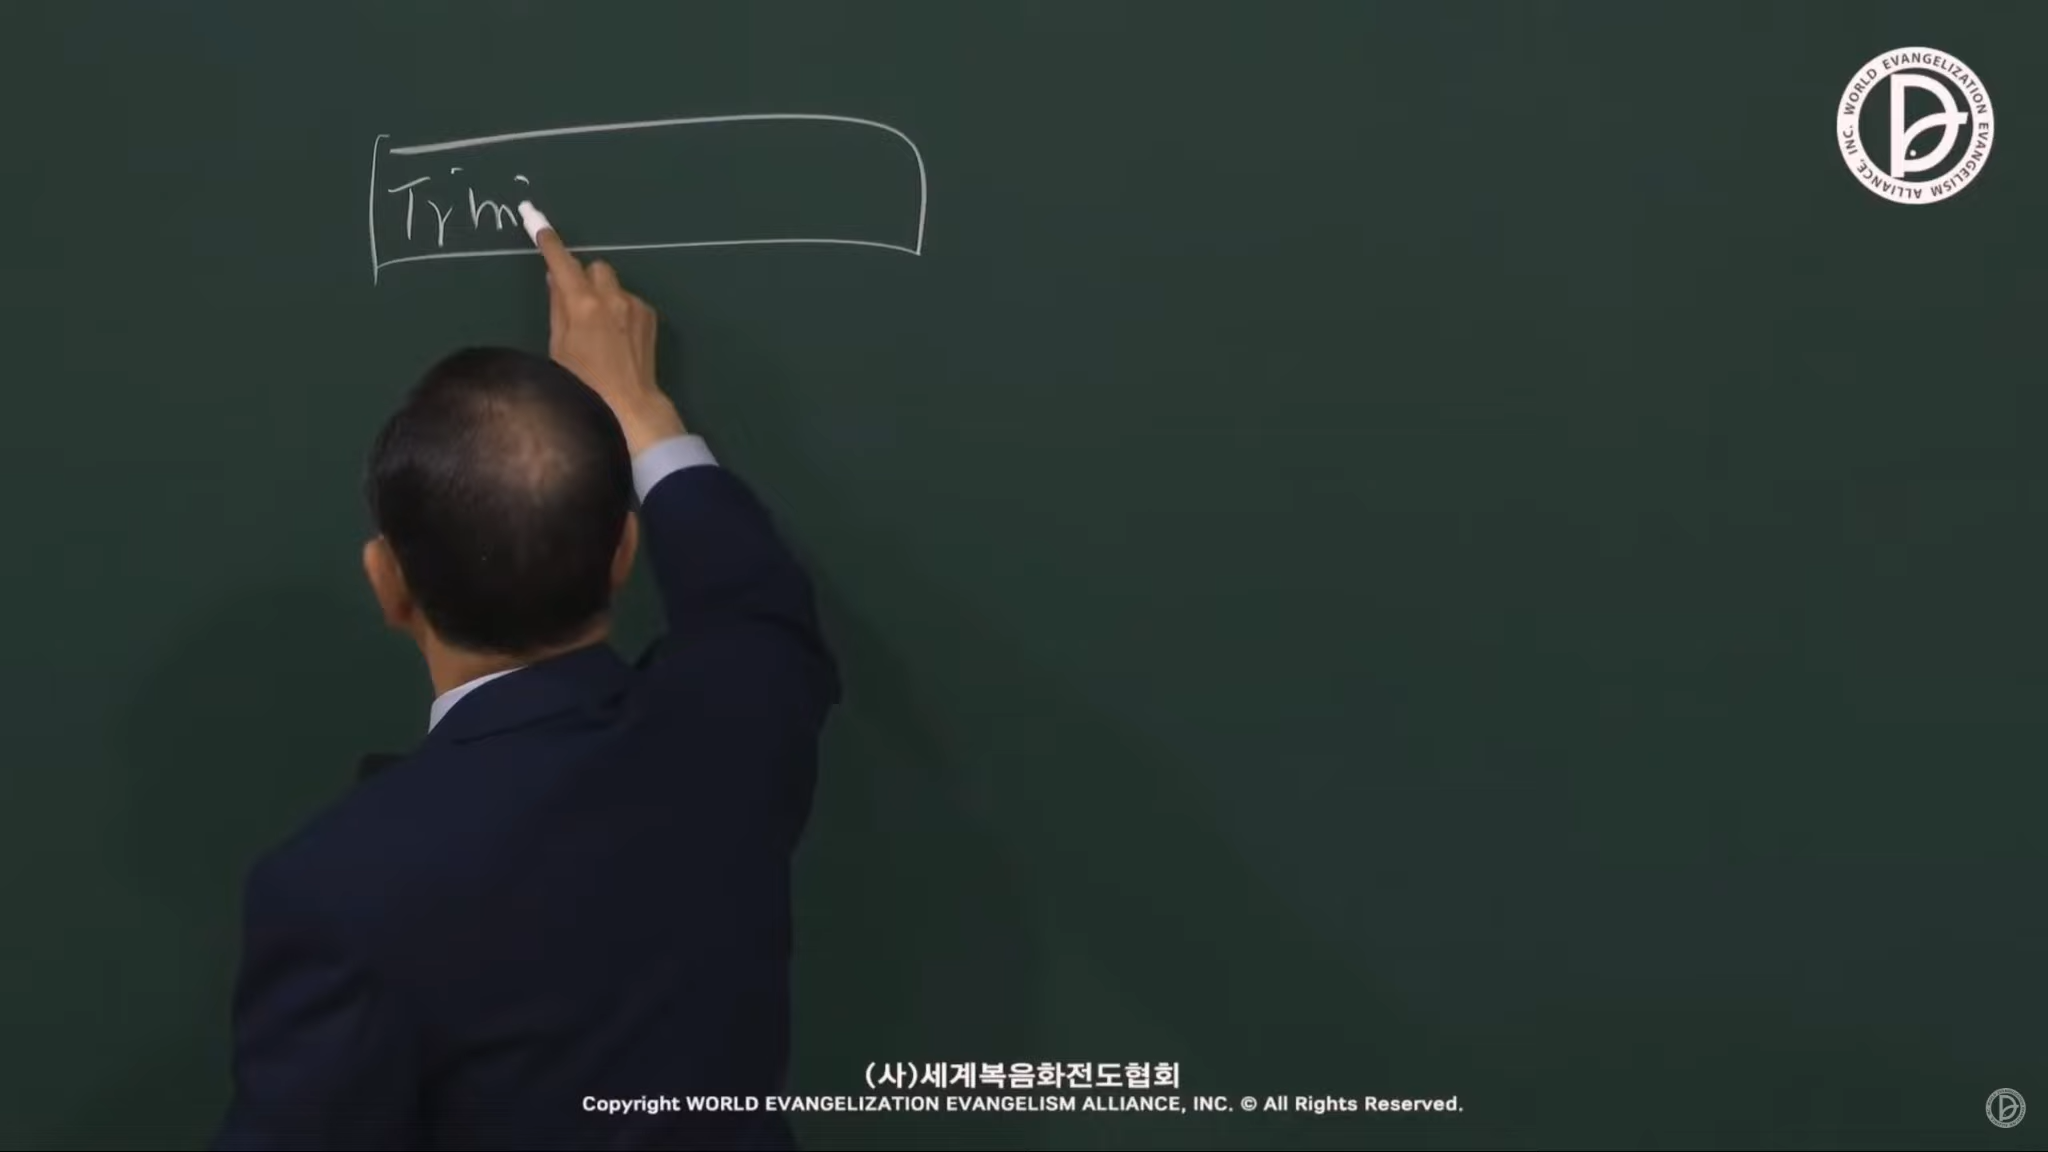 WORLD EVANGELIZATION EVANGELISM ALLIANCE, INC.
(사)세계복음화전도협회
Copyright WORLD EVANGELIZATION EVANGELISM ALLIANCE, INC. © All Rights Reserved.